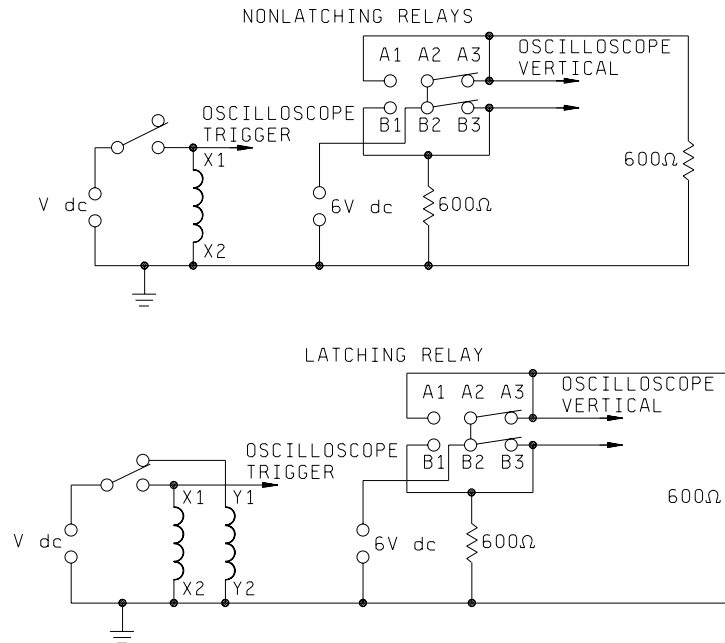 NONLATCHING RELAYS
A1 A2 A3
OSCILLOSCOPE
VERTICAL
B1 B2 B3
OSCILLOSCOPE
TRIGGER
X1
600Ω
V dc
6V dc
600Ω
X2
LATCHING RELAY
A1 A2 A3
OSCILLOSCOPE
VERTICAL
B1 B2 B3
OSCILLOSCOPE
TRIGGER
X1 Y1
600Ω
V dc
6V dc
600Ω
X2 Y2